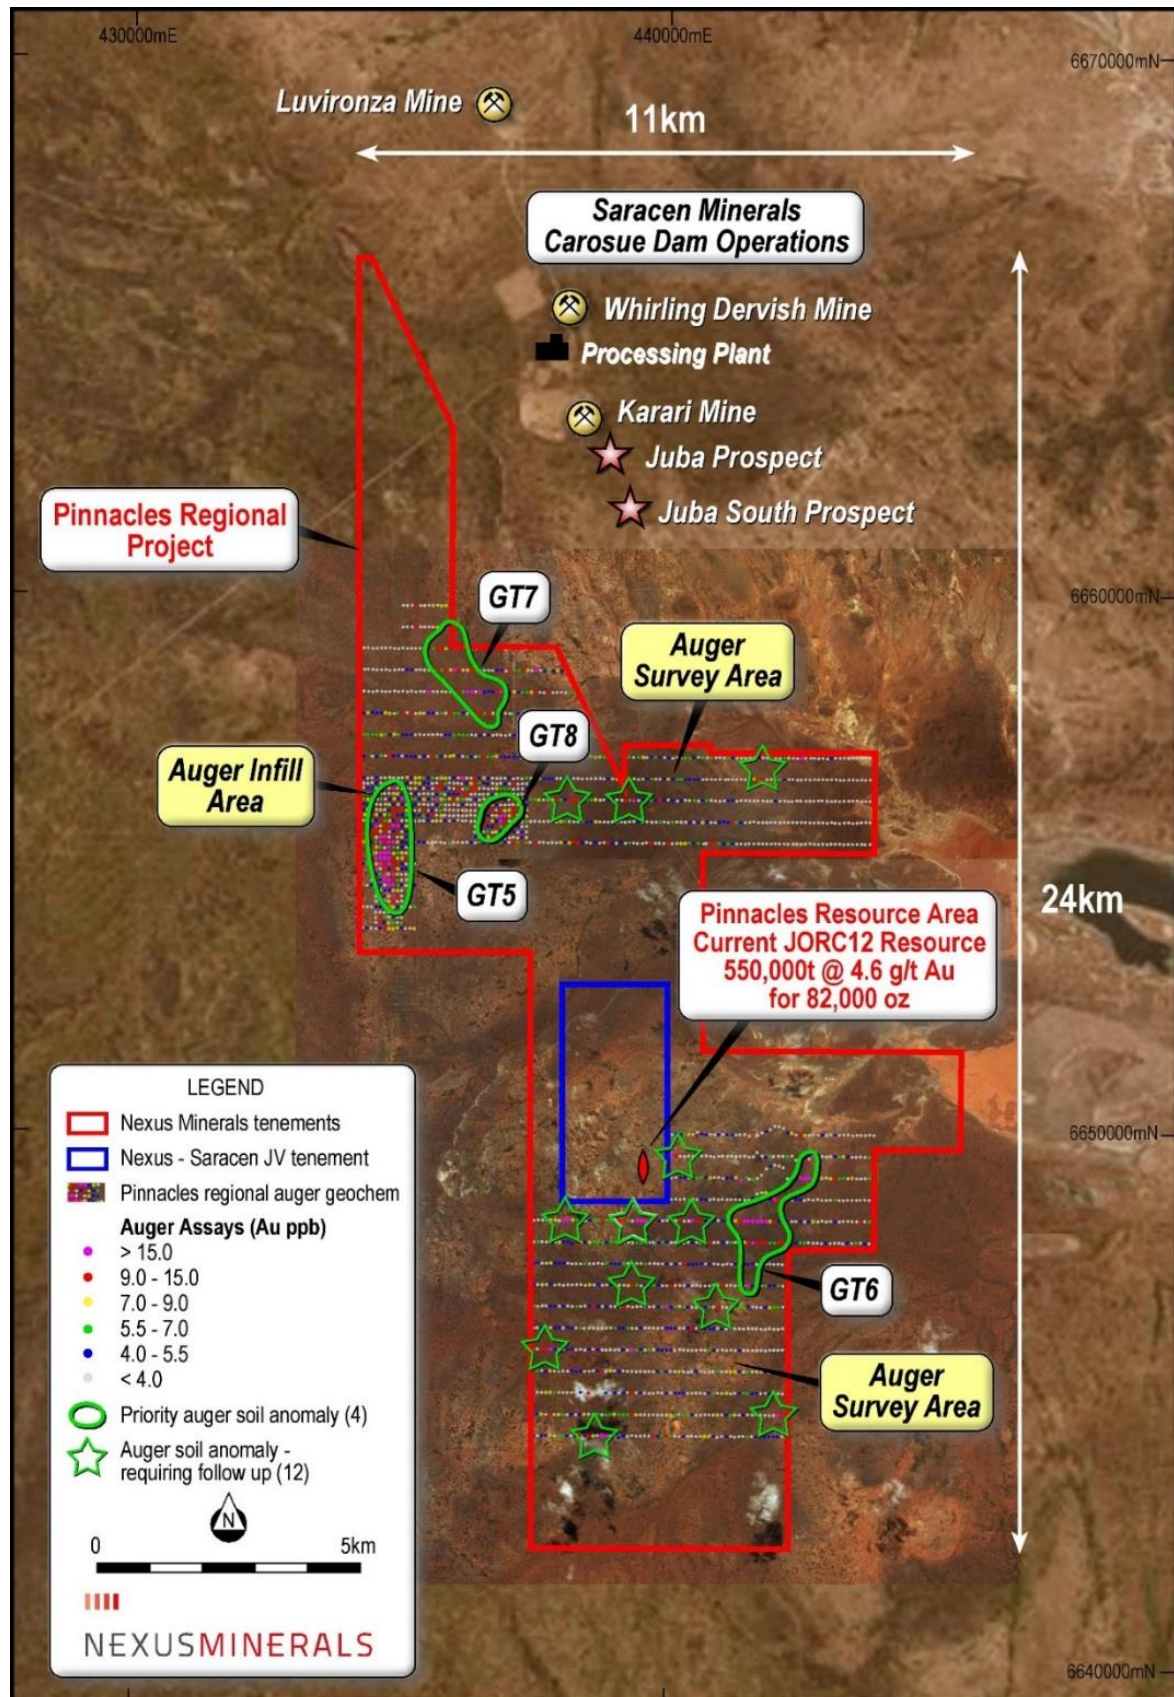 430000mE
440000mE
6670000mN
Luvironza Mine
11km
Saracen Minerals
Carosue Dam Operations
Whirling Dervish Mine
Processing Plant
Karari Mine
Juba Prospect
Juba South Prospect
Pinnacles Regional
Project
GT7
6660000mN
Auger
Survey Area
GT8
Auger Infill
Area
GT5
24km
Pinnacles Resource Area
Current JORC12 Resource
550,000t @ 4.6 g/t Au
for 82,000 oz
6650000mN
GT6
Auger
Survey Area
LEGEND
Nexus Minerals tenements
Nexus - Saracen JV tenement
Pinnacles regional auger geochem
Auger Assays (Au ppb)
> 15.0
9.0 - 15.0
7.0 - 9.0
5.5 - 7.0
4.0 - 5.5
< 4.0
Priority auger soil anomaly (4)
Auger soil anomaly -
requiring follow up (12)
N
0 5km
NEXUSMINERALS
6640000mN